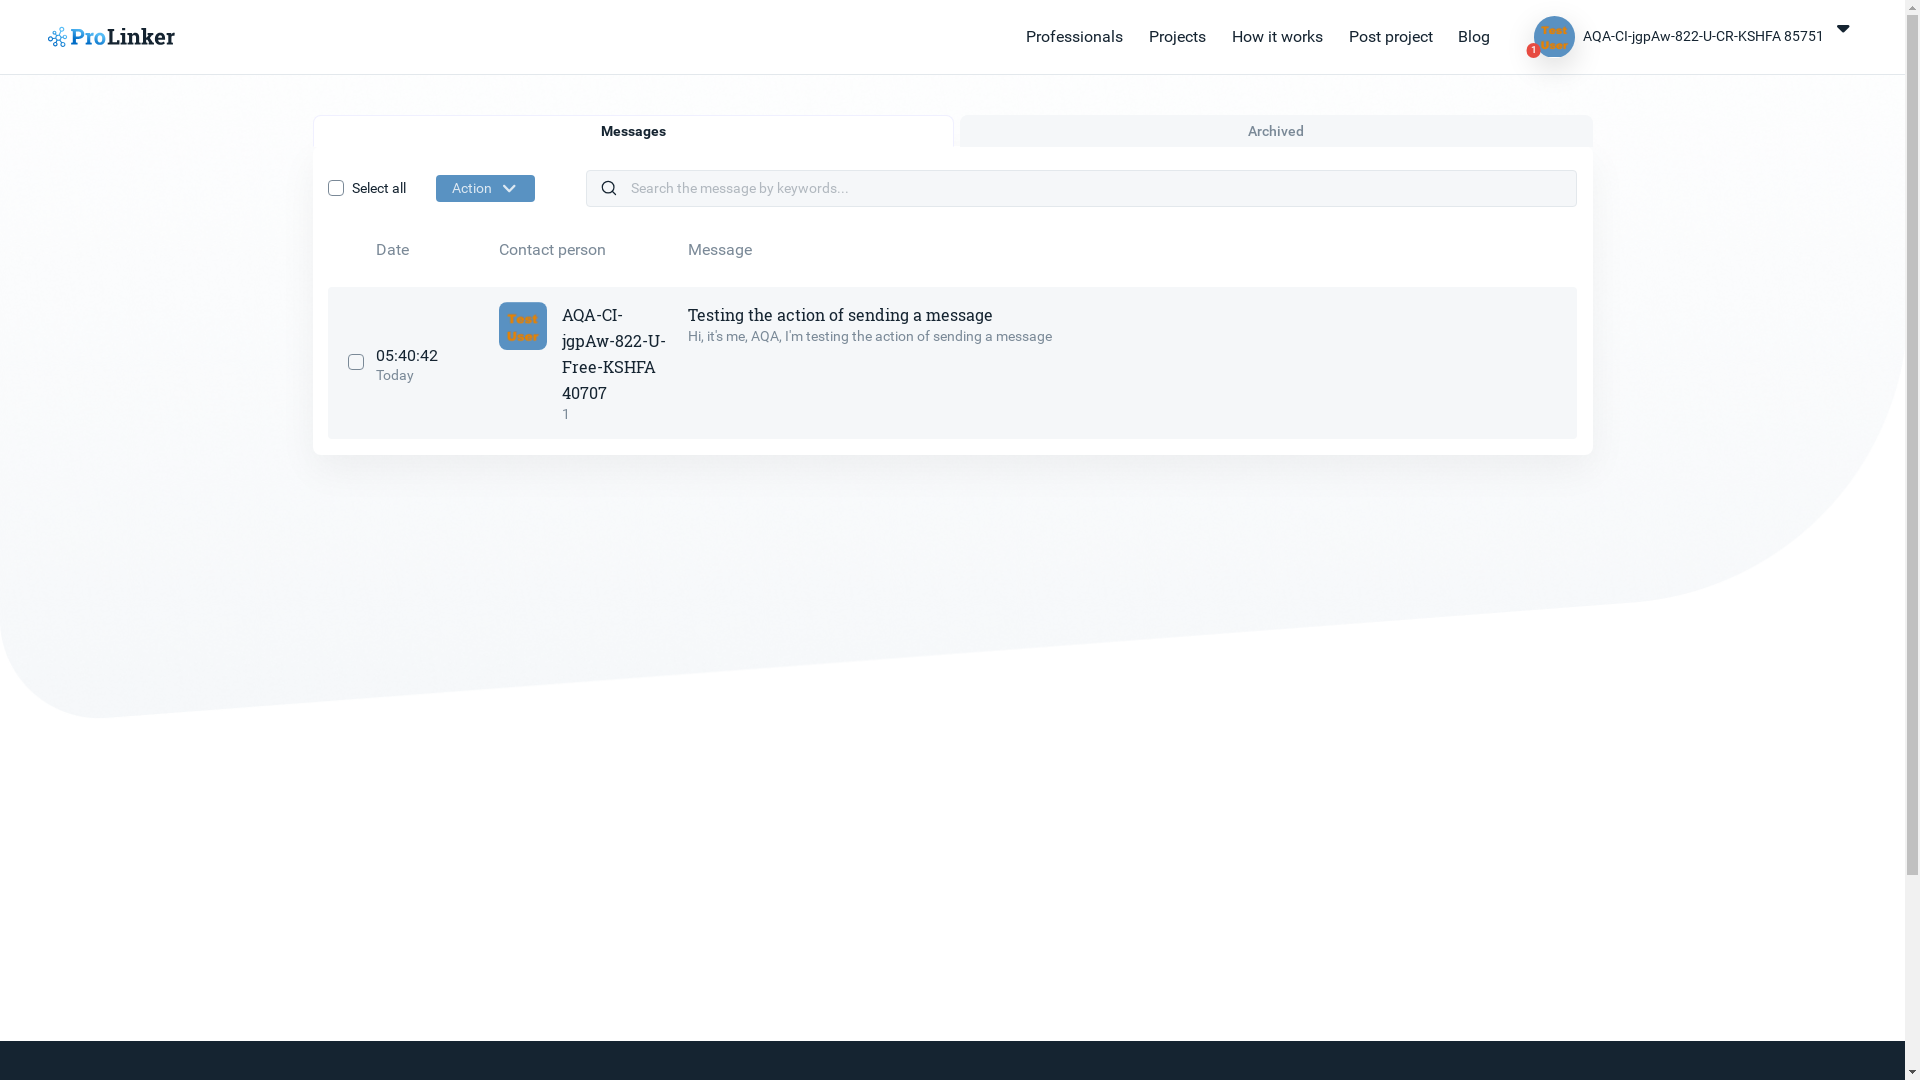 ProLinker
Professionals
Projects
How it works
Post project
Blog
Test
User
1
AQA-CI-jgpAw-822-U-CR-KSHFA 85751
Messages
Archived
Select all
Action
Search the message by keywords...
Date
Contact person
Message
05:40:42
Today
Test
User
AQA-CI-
jgpAw-822-U-
Free-KSHFA
40707
1
Testing the action of sending a message
Hi, it's me, AQA, I'm testing the action of sending a message